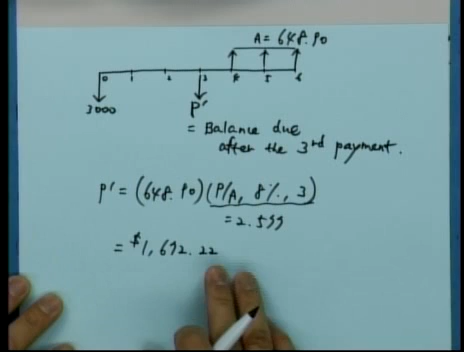 A = 648.90
0 1 2 3 4 5 6
3000
P'
= Balance due
after the 3rd payment.
P' = (648.90)(P/A, 8%, 3)
= 2.577
= $1,672.22